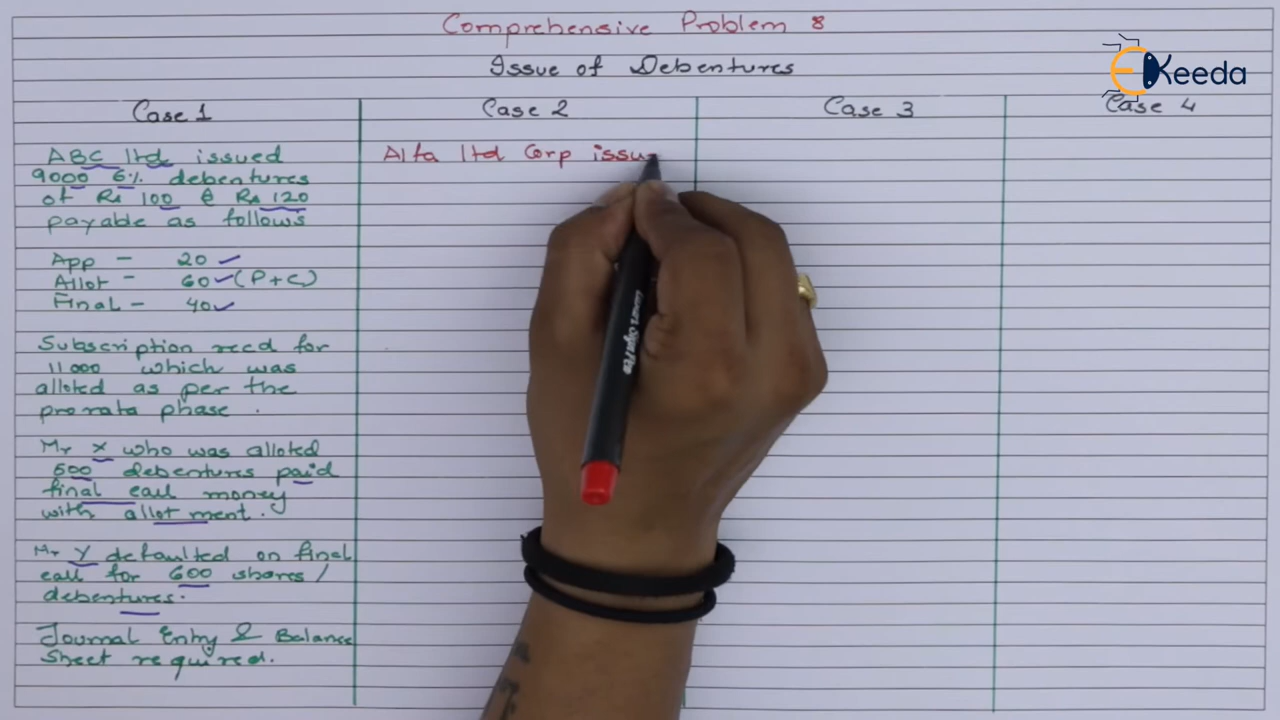 Comprehensive Problem 8
Issue of Debentures
EKeeda
Case 1
Case 2
Case 3
Case 4
ABC ltd issued
9000 6% debentures
of Rs 100 @ Rs 120
payable as follows
App - 20
Allot - 60 (P+C)
Final - 40
Subscription recd for
11000 which was
alloted as per the
prorata phase.
Mr X who was alloted
500 debentures paid
final call money
with allotment.
Mr Y defaulted on final
call for 600 shares /
debentures.
Journal Entry & Balance
Sheet required.
Alfa ltd Corp issu